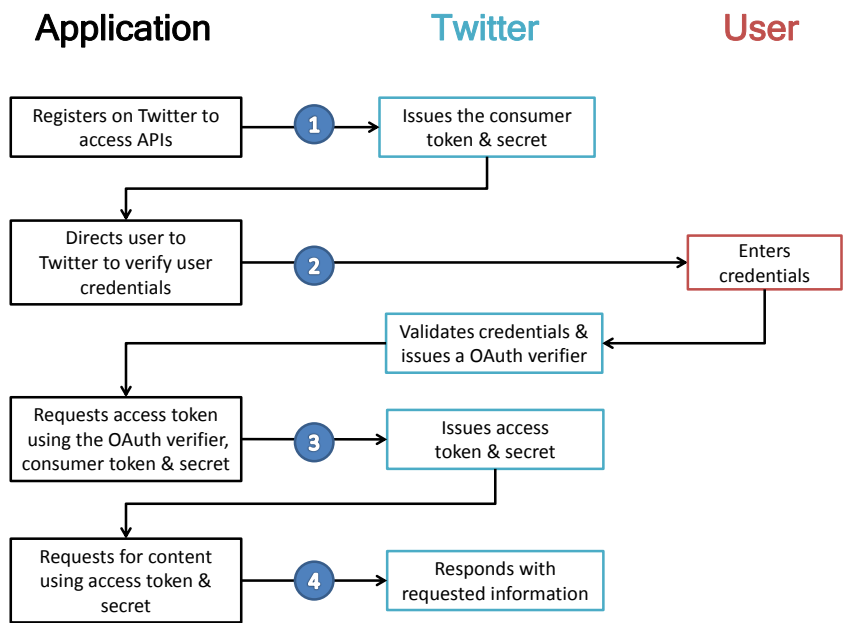 Application
Twitter
User
Registers on Twitter to
access APIs
1
Issues the consumer
token & secret
Directs user to
Twitter to verify user
credentials
2
Enters
credentials
Validates credentials &
issues a OAuth verifier
Requests access token
using the OAuth verifier,
consumer token & secret
3
Issues access
token & secret
Requests for content
using access token &
secret
4
Responds with
requested information